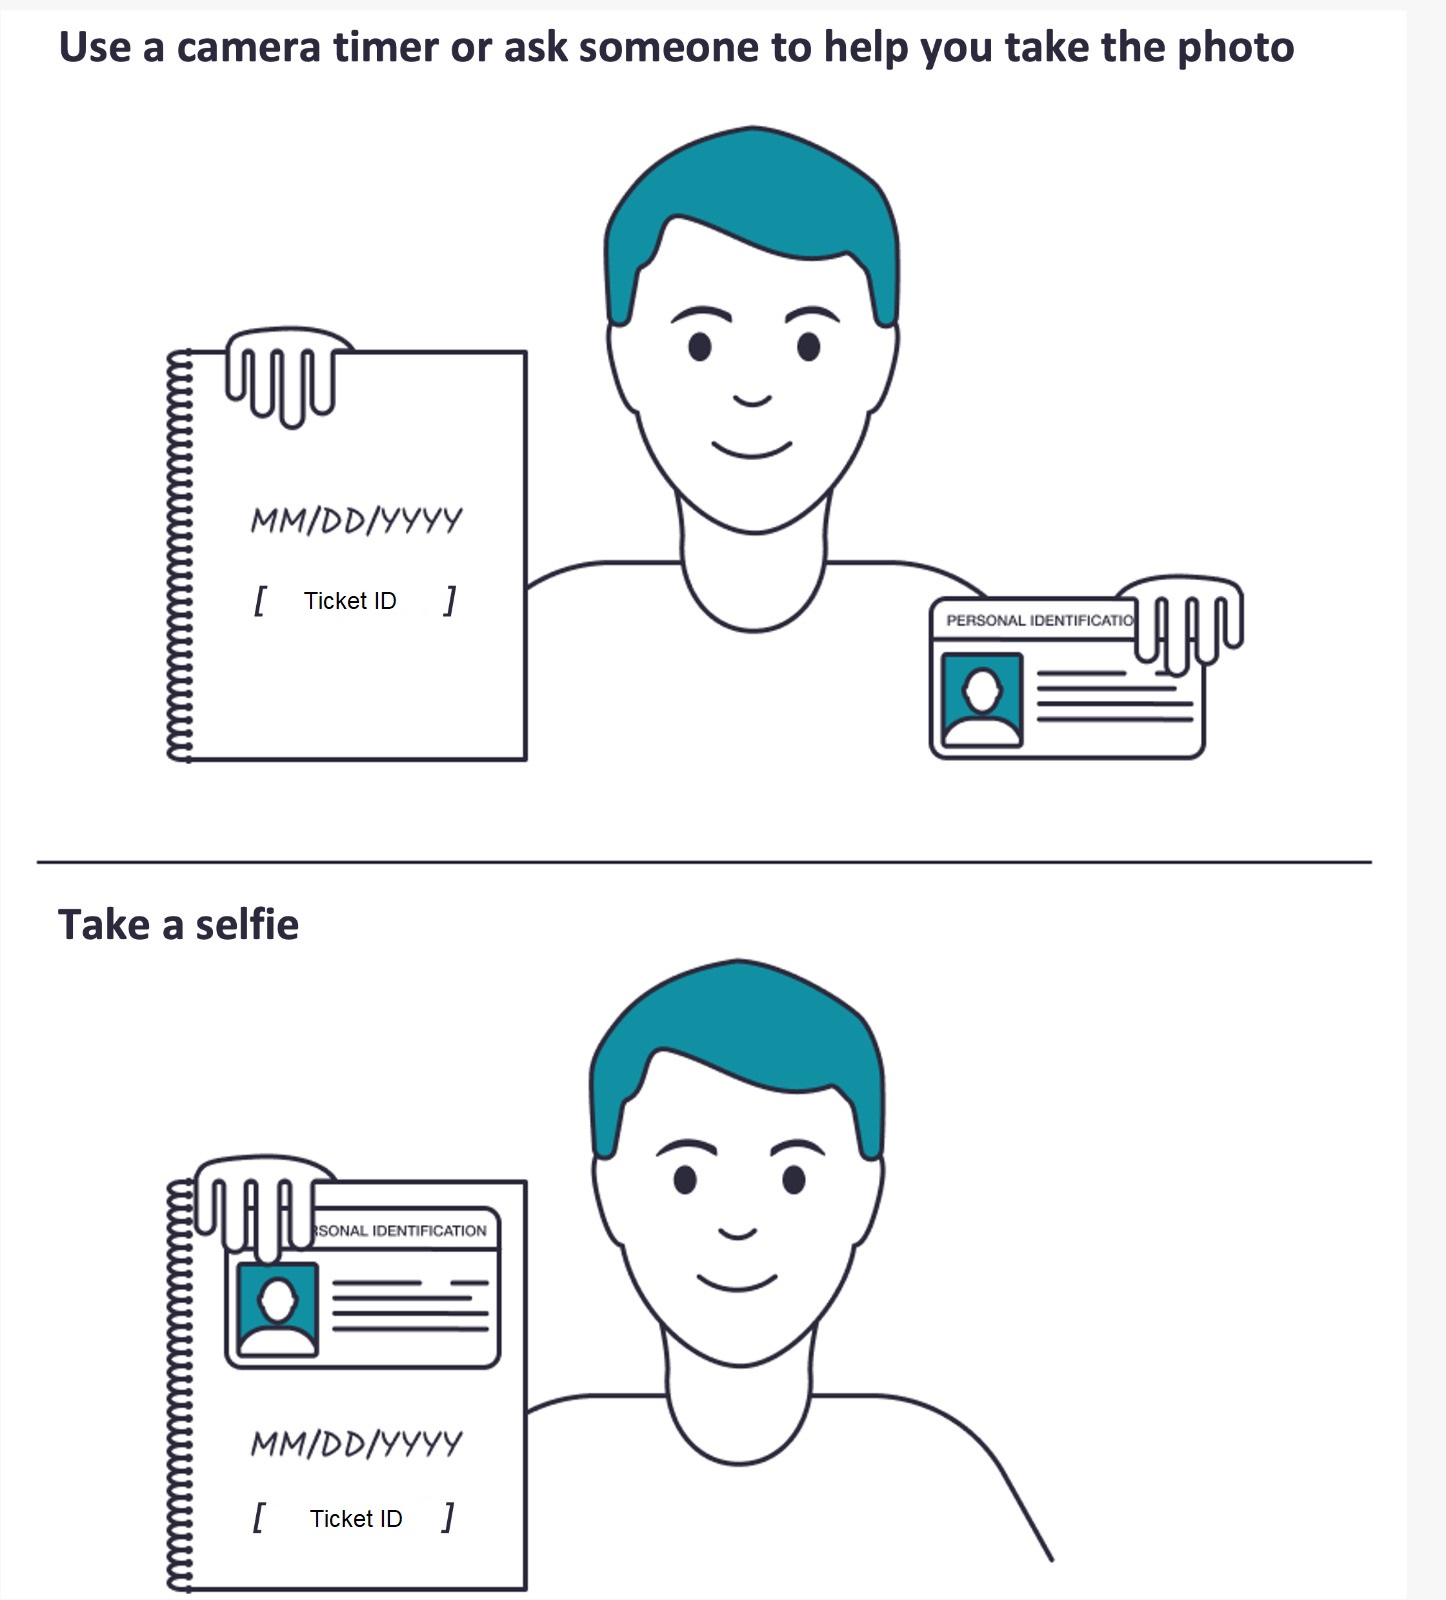 Use a camera timer or ask someone to help you take the photo
MM/DD/YYYY
[ Ticket ID ]
PERSONAL IDENTIFICATIO
Take a selfie
RSONAL IDENTIFICATION
MM/DD/YYYY
[ Ticket ID ]